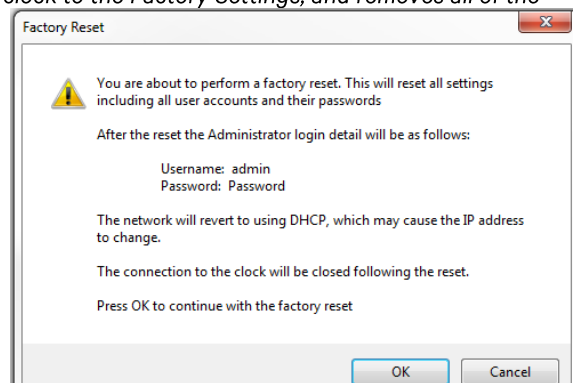 clock to the Factory Settings, and removes all of the
Factory Reset
You are about to perform a factory reset. This will reset all settings
including all user accounts and their passwords
After the reset the Administrator login detail will be as follows:
Username: admin
Password: Password
The network will revert to using DHCP, which may cause the IP address
to change.
The connection to the clock will be closed following the reset.
Press OK to continue with the factory reset
OK Cancel